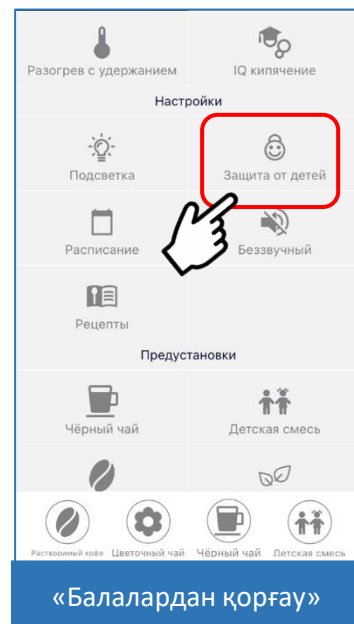 Разогрев с удержанием
IQ кипячение
Настройки
Подсветка
Защита от детей
Расписание
Беззвучный
Рецепты
Предустановки
Чёрный чай
Детская смесь
Растворимый кофе
Цветочный чай
Чёрный чай
Детская смесь
«Балалардан қорғау»